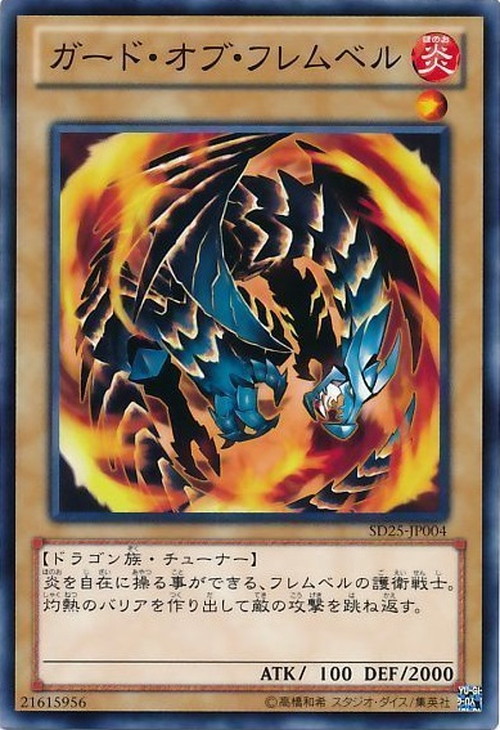 ガード・オブ・フレムベル
ほのお
炎
SD25-JP004
【ドラゴン族・チューナー】
炎を自在に操る事ができる、フレムベルの護衛戦士。
灼熱のバリアを作り出して敵の攻撃を跳ね返す。
ATK/ 100 DEF/2000
21615956
©高橋和希 スタジオ・ダイス/集英社